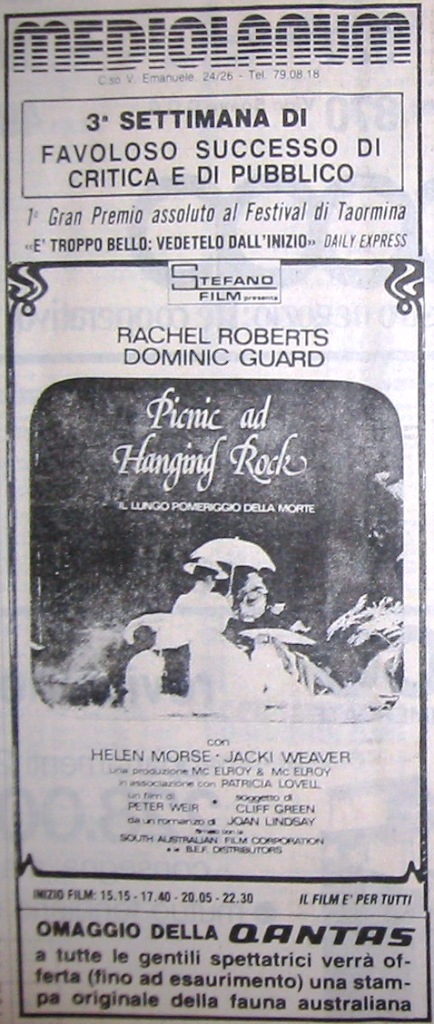 MEDIOLANUM
C.so V. Emanuele, 24/26 - Tel. 79.08.18
3ª SETTIMANA DI
FAVOLOSO SUCCESSO DI
CRITICA E DI PUBBLICO
1° Gran Premio assoluto al Festival di Taormina
«E' TROPPO BELLO: VEDETELO DALL'INIZIO» DAILY EXPRESS
STEFANO
FILM presenta
RACHEL ROBERTS
DOMINIC GUARD
Picnic ad
Hanging Rock
IL LUNGO POMERIGGIO DELLA MORTE
con
HELEN MORSE · JACKI WEAVER
una produzione Mc ELROY & Mc ELROY
in associazione con PATRICIA LOVELL
un film di
PETER WEIR
•
soggetto di
CLIFF GREEN
da un romanzo di JOAN LINDSAY
SOUTH AUSTRALIAN FILM CORPORATION
B.E.F. DISTRIBUTORS
INIZIO FILM: 15.15 - 17.40 - 20.05 - 22.30 IL FILM E' PER TUTTI
OMAGGIO DELLA QANTAS
a tutte le gentili spettatrici verrà of-
ferta (fino ad esaurimento) una stam-
pa originale della fauna australiana